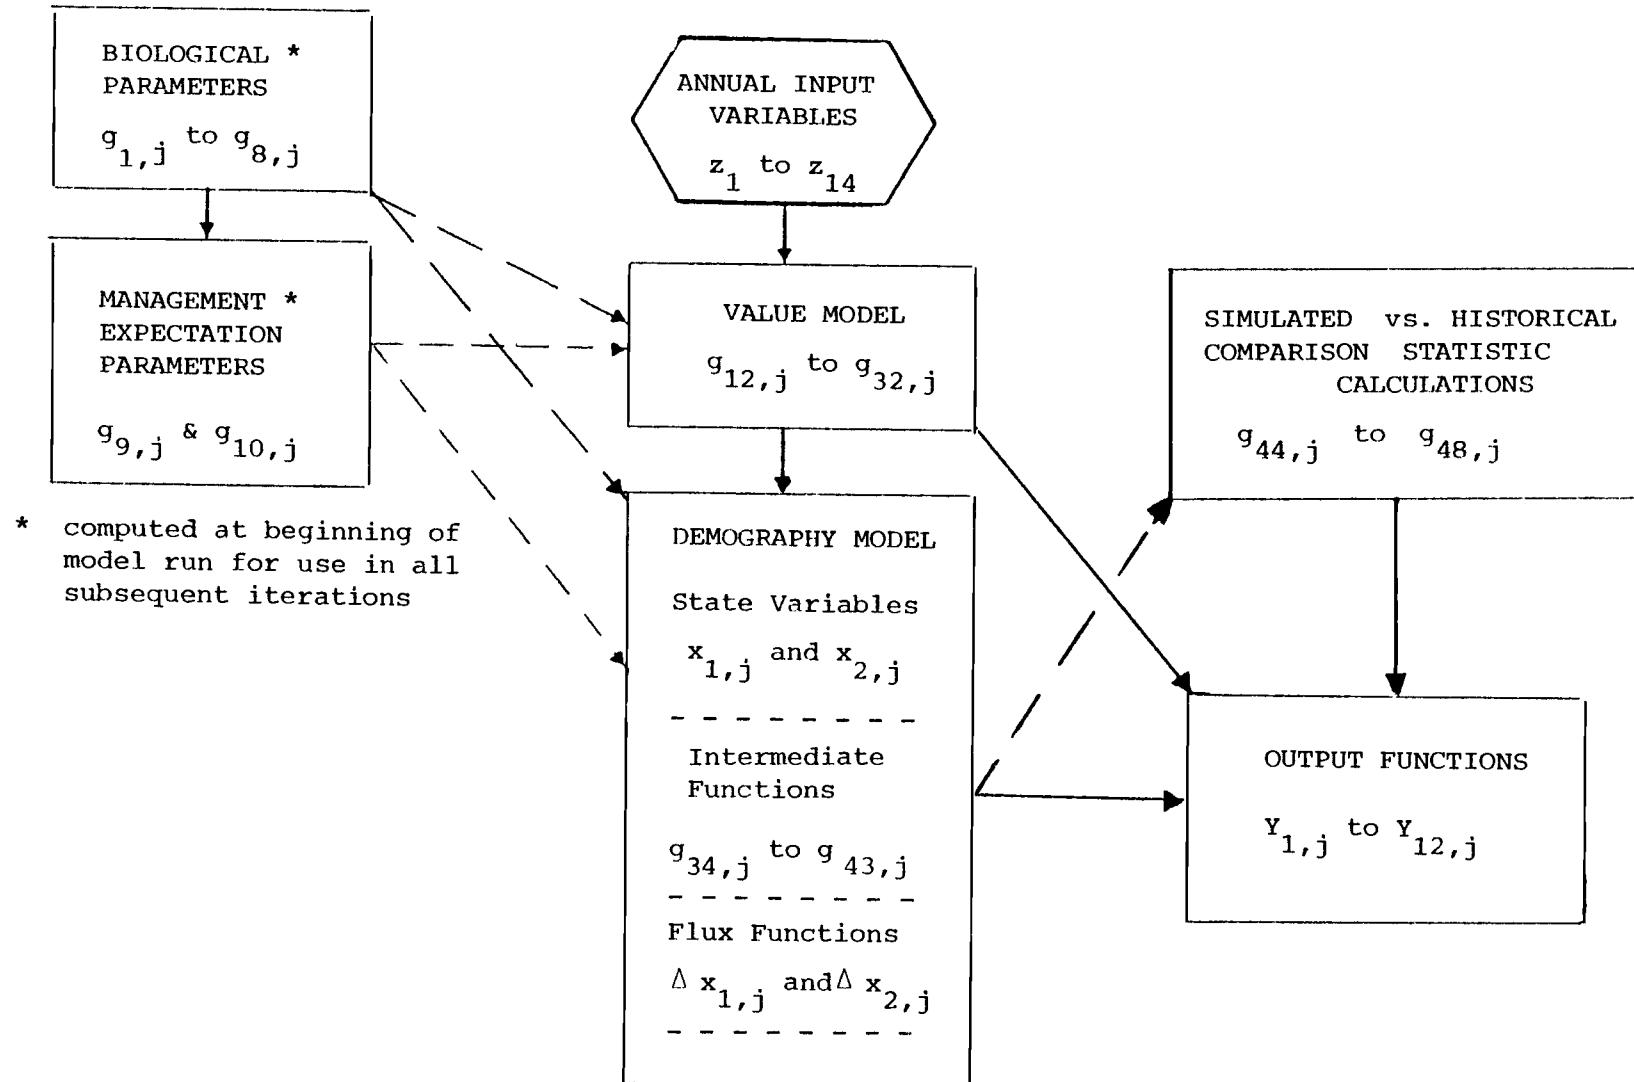 BIOLOGICAL *
PARAMETERS
g1,j to g8,j
MANAGEMENT *
EXPECTATION
PARAMETERS
g9,j & g10,j
* computed at beginning of
model run for use in all
subsequent iterations
ANNUAL INPUT
VARIABLES
z1 to z14
VALUE MODEL
g12,j to g32,j
DEMOGRAPHY MODEL
State Variables
x1,j and x2,j
Intermediate
Functions
g34,j to g43,j
Flux Functions
Δ x1,j and Δ x2,j
SIMULATED vs. HISTORICAL
COMPARISON STATISTIC
CALCULATIONS
g44,j to g48,j
OUTPUT FUNCTIONS
Y1,j to Y12,j